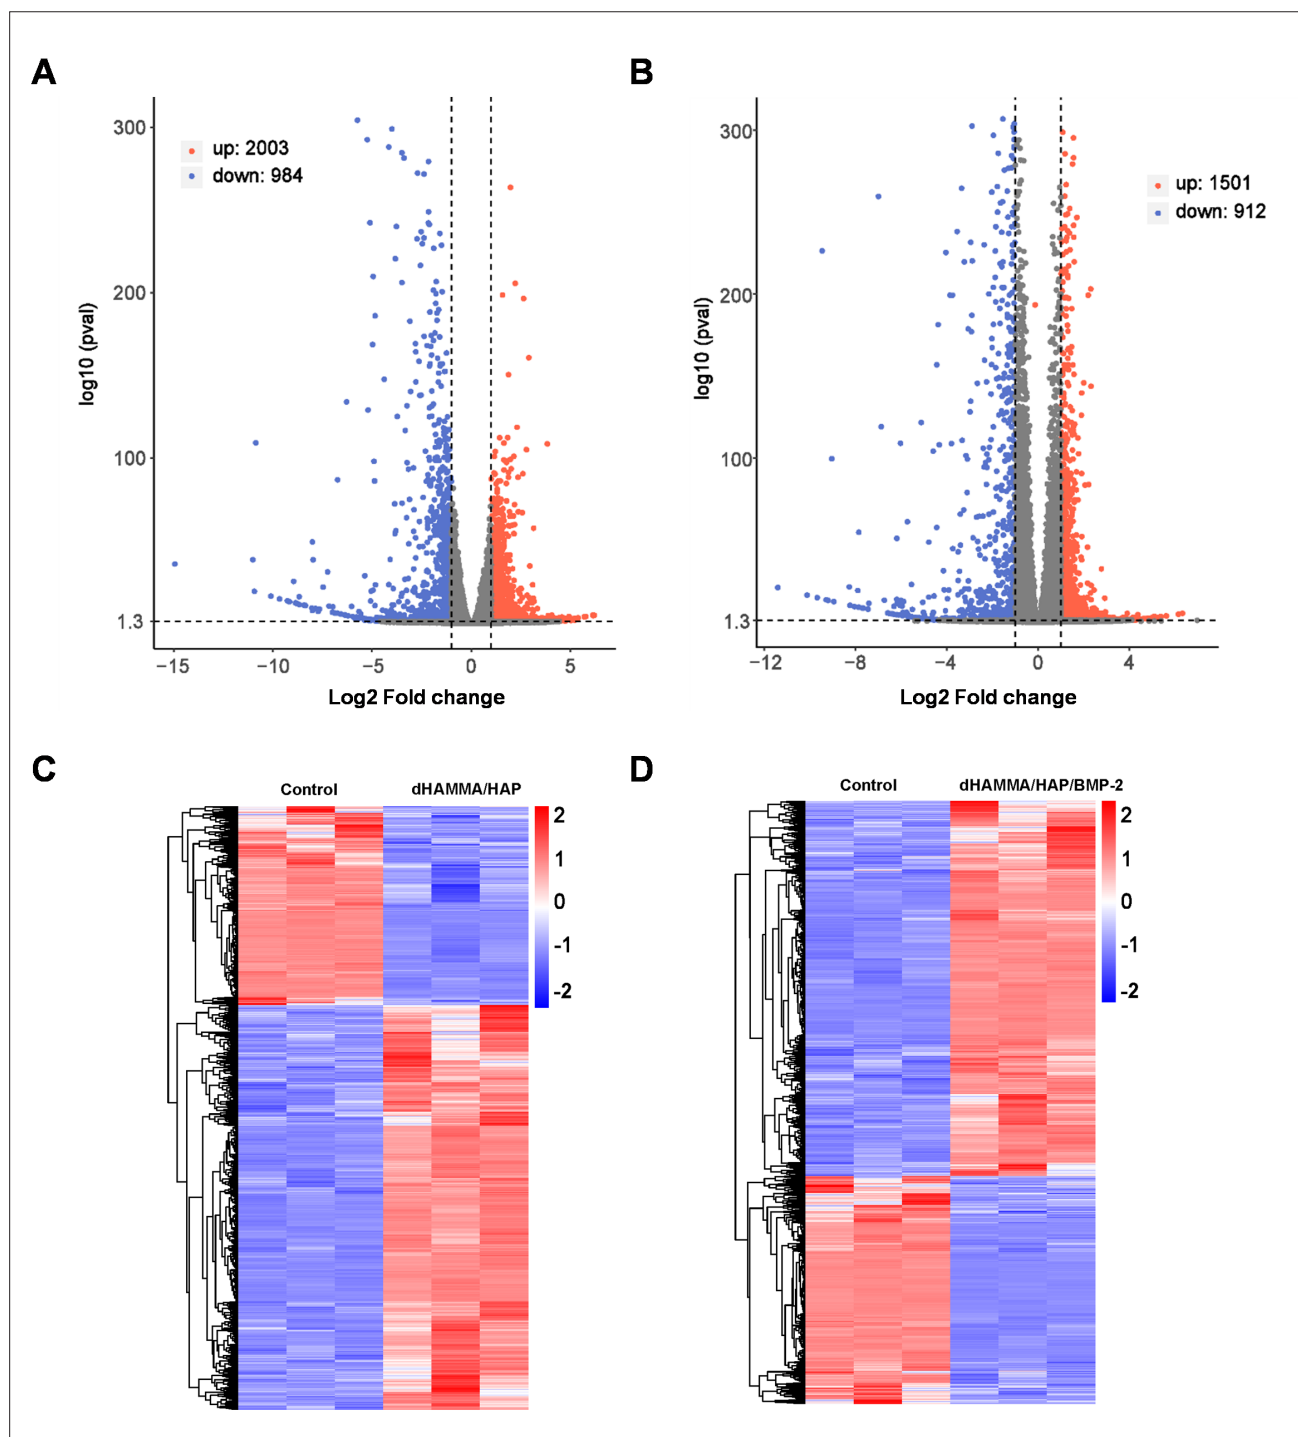 A
B
300
200
100
1.3
log10 (pval)
up: 2003
down: 984
−15
−10
−5
0
5
Log2 Fold change
300
200
100
1.3
log10 (pval)
up: 1501
down: 912
−12
−8
−4
0
4
Log2 Fold change
C
D
Control
dHAMMA/HAP
2
1
0
-1
-2
Control
dHAMMA/HAP/BMP-2
2
1
0
-1
-2